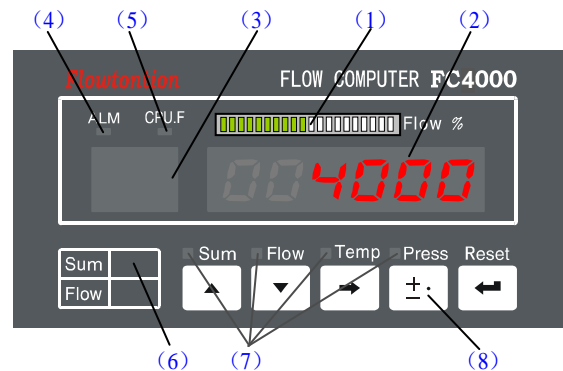 (4) (5) (3) (1) (2)
Flowtontion FLOW COMPUTER FC4000
ALM CPU.F Flow %
004000
Sum Flow Temp Press Reset
Sum
Flow
(6) (7) (8)